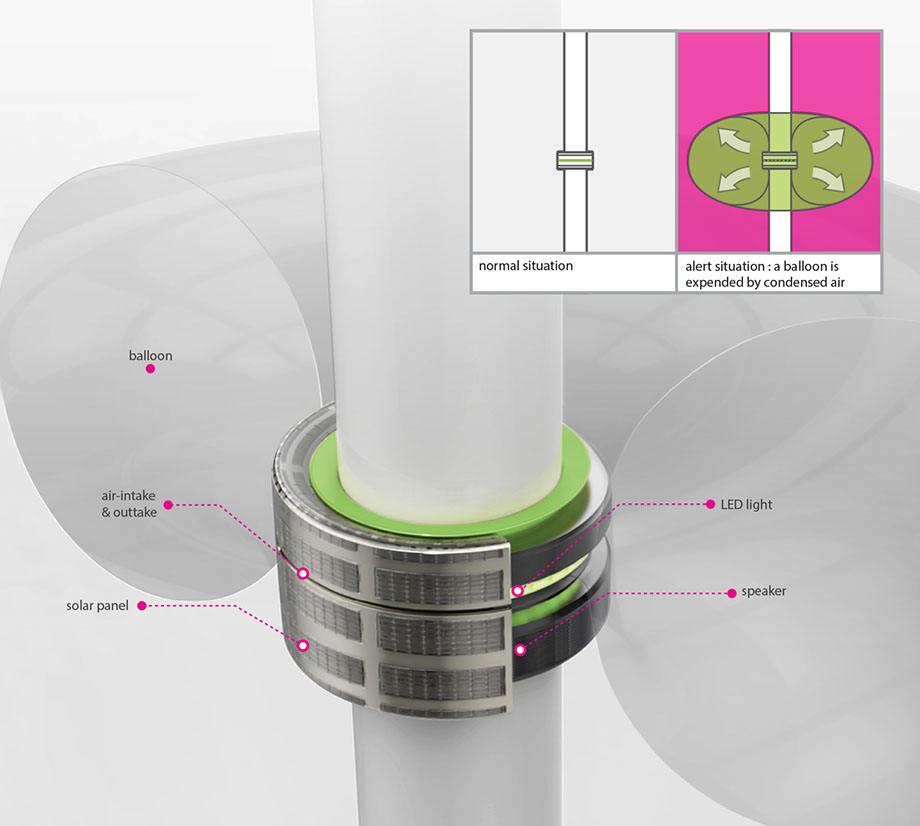 normal situation
alert situation : a balloon is
expended by condensed air
balloon
air-intake
& outtake
LED light
solar panel
speaker